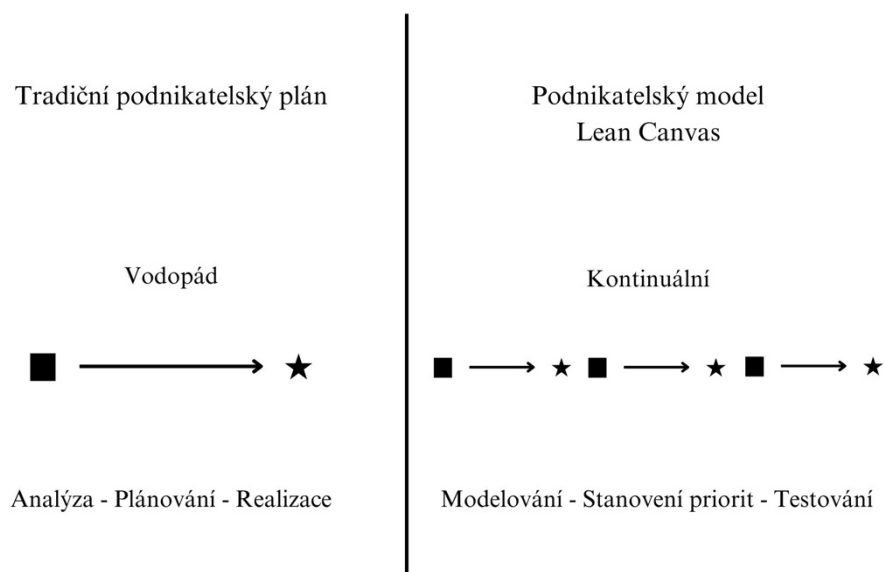 Tradiční podnikatelský plán
Vodopád
Analýza - Plánování - Realizace
Podnikatelský model
Lean Canvas
Kontinuální
Modelování - Stanovení priorit - Testování